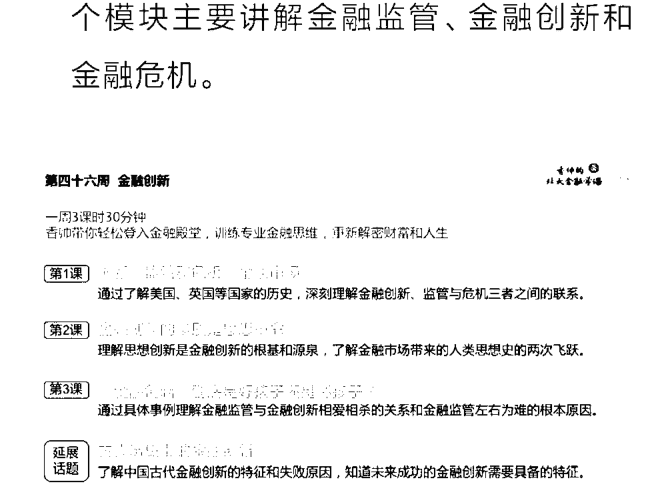 个模块主要讲解金融监管、金融创新和
金融危机。
第四十六周 金融创新
香帅的
北大金融学课
一周3课时30分钟
香帅带你轻松登入金融殿堂，训练专业金融思维，重新解密财富和人生
第1课
通过了解美国、英国等国家的历史，深刻理解金融创新、监管与危机三者之间的联系。
第2课
理解思想创新是金融创新的根基和源泉，了解金融市场带来的人类思想史的两次飞跃。
第3课
通过具体事例理解金融监管与金融创新相爱相杀的关系和金融监管左右为难的根本原因。
延展
话题
了解中国古代金融创新的特征和失败原因，知道未来成功的金融创新需要具备的特征。